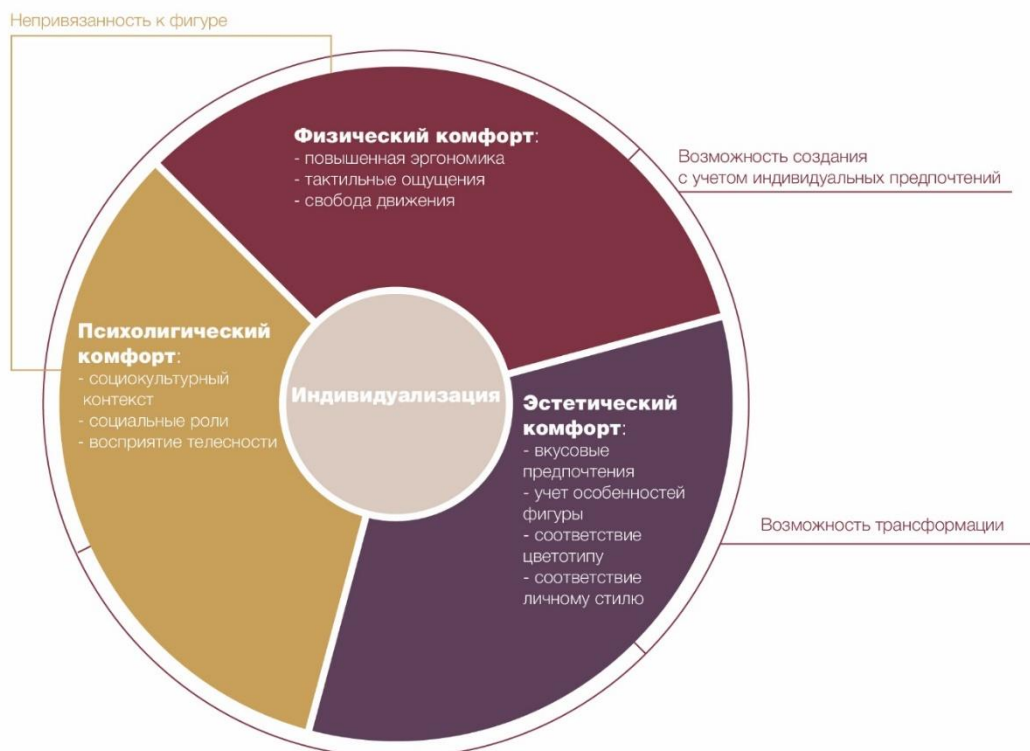 Непривязанность к фигуре
Физический комфорт:
- повышенная эргономика
- тактильные ощущения
- свобода движения
Возможность создания
с учетом индивидуальных предпочтений
Психолигический
комфорт:
- социокультурный
контекст
- социальные роли
- восприятие телесности
Индивидуализация
Эстетический
комфорт:
- вкусовые
предпочтения
- учет особенностей
фигуры
- соответствие
цветотипу
- соответствие
личному стилю
Возможность трансформации